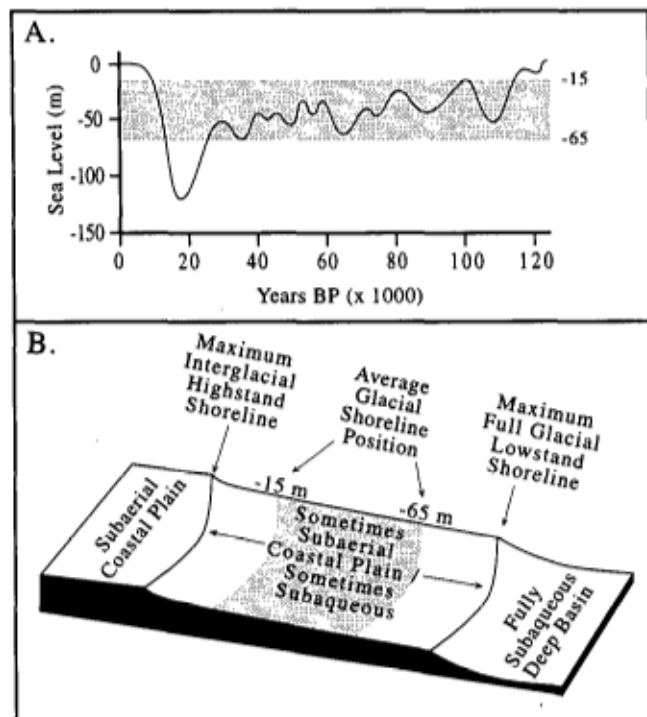 A.
0
-50
-100
-150
Sea Level (m)
-15
-65
0 20 40 60 80 100 120
Years BP (x 1000)
B.
Maximum
Interglacial
Highstand
Shoreline
Average
Glacial
Shoreline
Position
Maximum
Full Glacial
Lowstand
Shoreline
-15 m
-65 m
Subaerial
Coastal Plain
Sometimes
Subaerial
Coastal Plain
Sometimes
Subaqueous
Fully
Subaqueous
Deep Basin